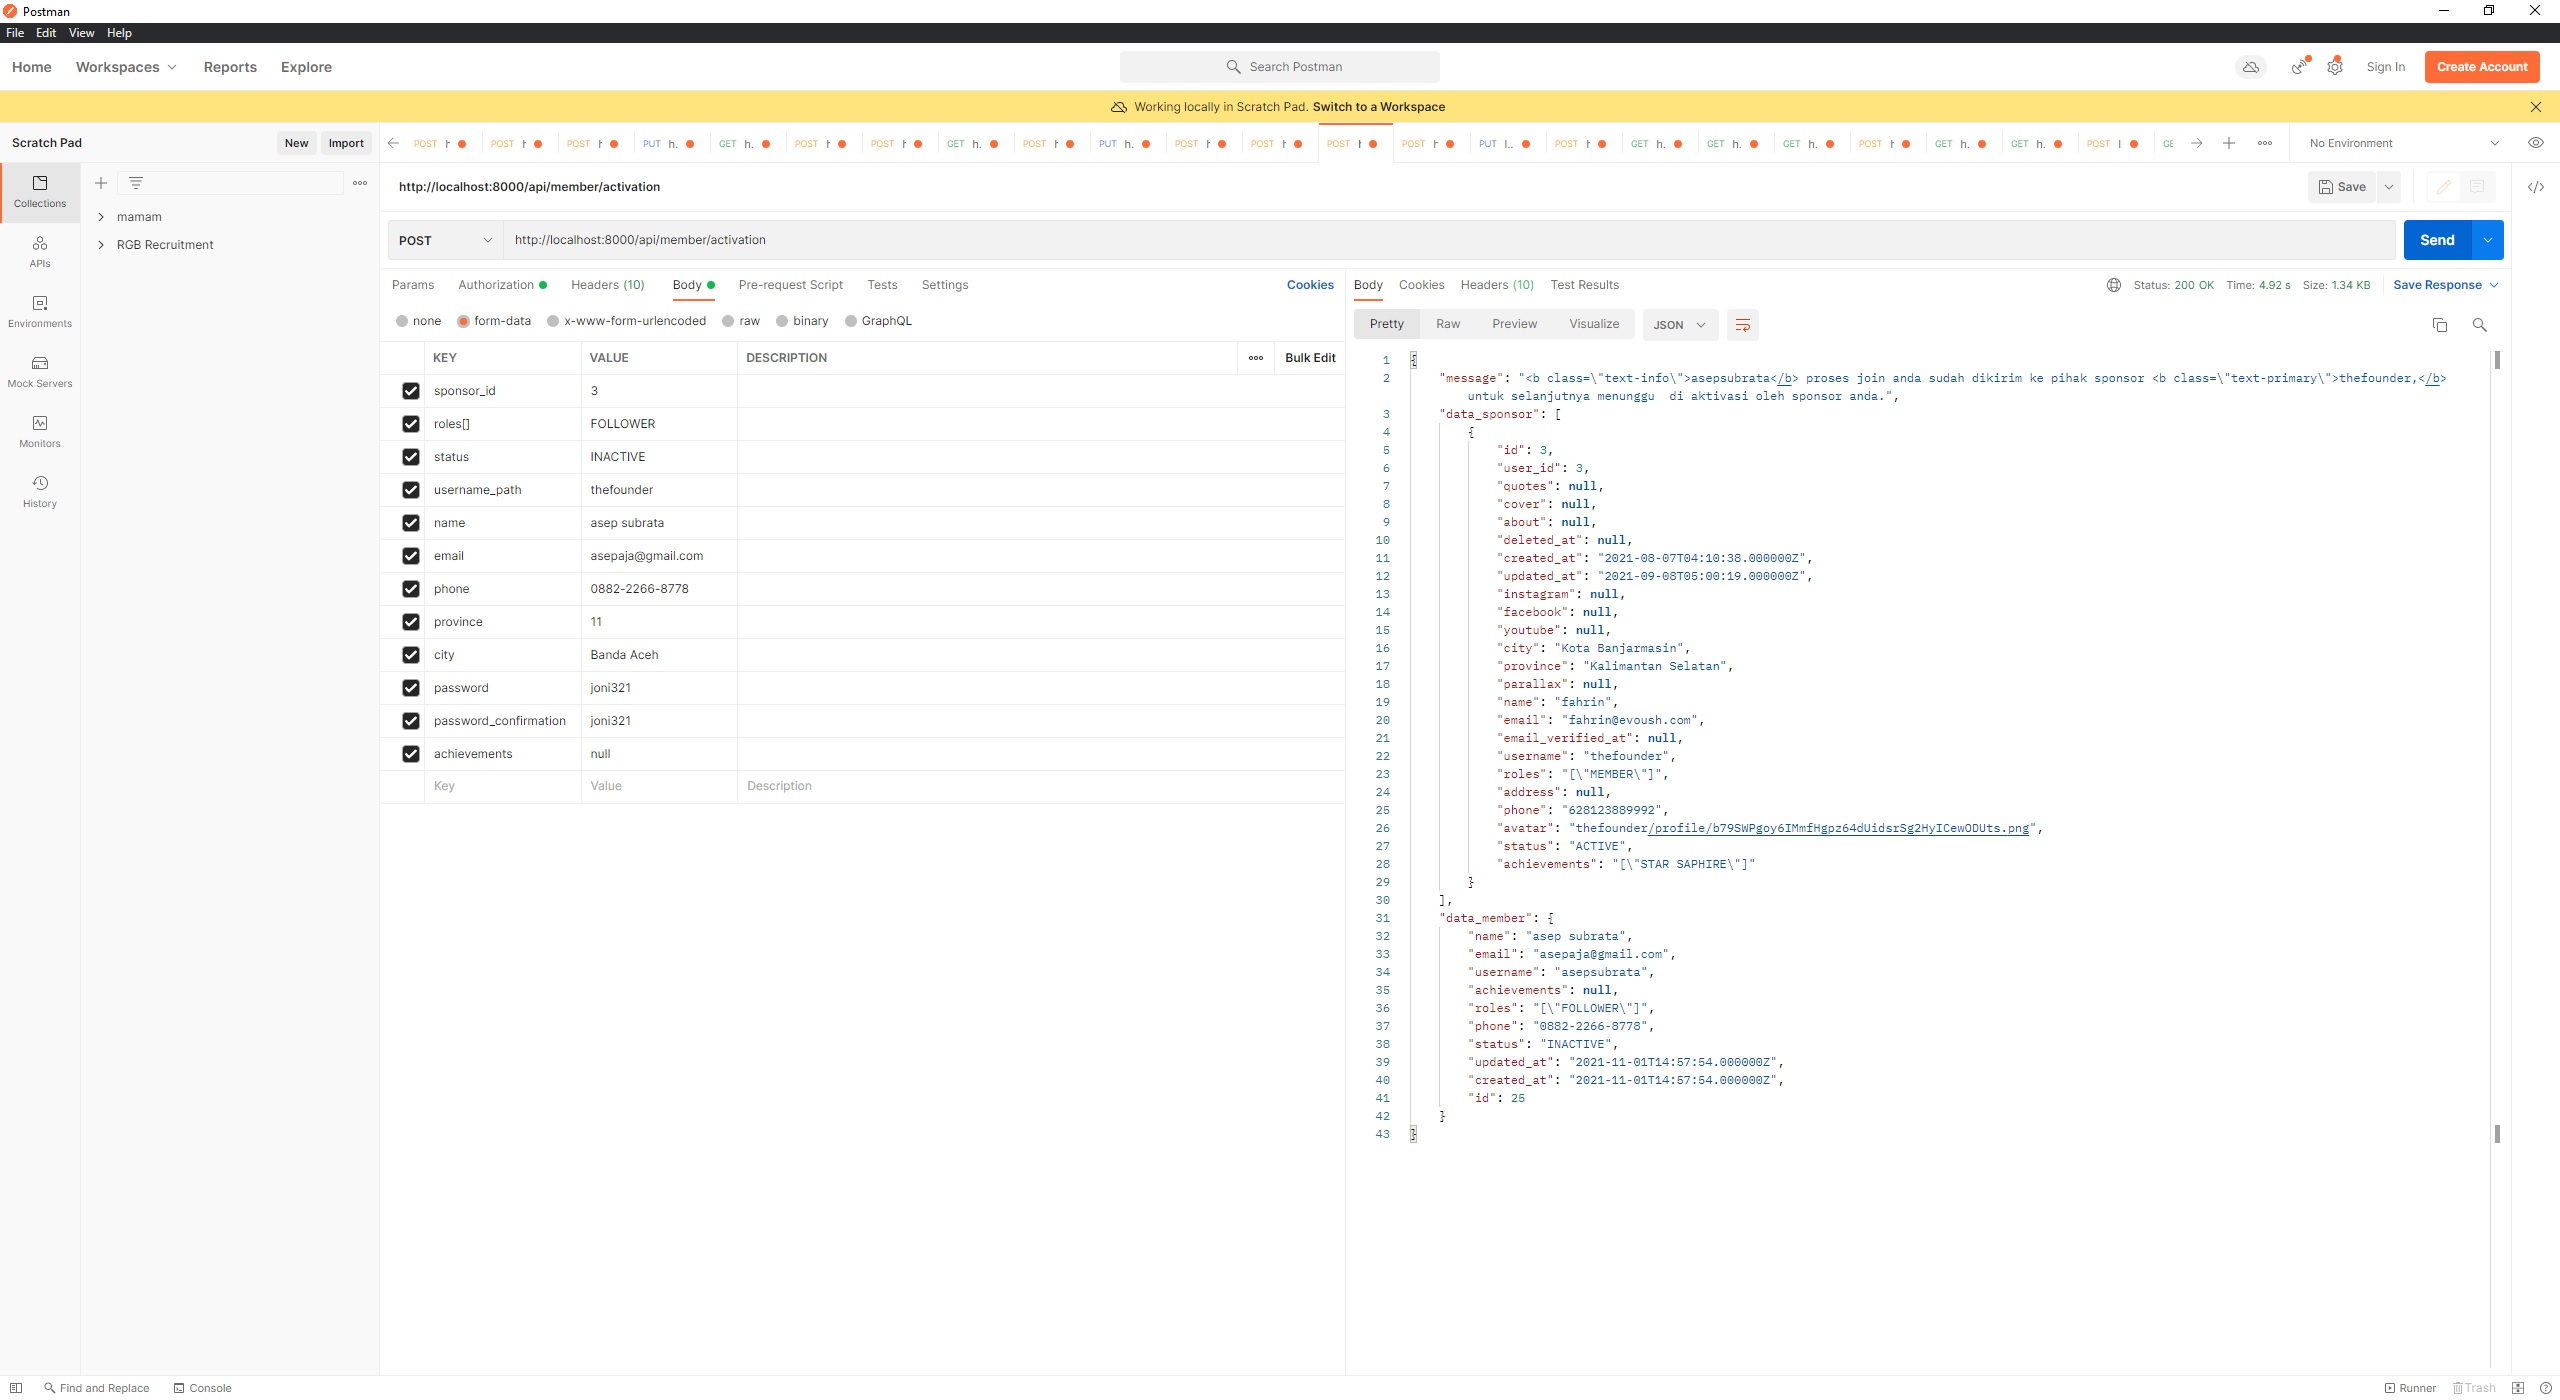 Postman
File Edit View Help
Home Workspaces Reports Explore
Search Postman
Sign In Create Account
Working locally in Scratch Pad. Switch to a Workspace
Scratch Pad New Import
POST POST POST PUT h. GET h. POST POST GET h. POST PUT h. POST POST POST POST PUT l.. POST GET h. GET h. GET h. POST GET h. GET h. POST GE
No Environment
Collections
APIs
Environments
Mock Servers
Monitors
History
mamam
RGB Recruitment
http://localhost:8000/api/member/activation
Save
POST http://localhost:8000/api/member/activation
Send
Params Authorization Headers (10) Body Pre-request Script Tests Settings Cookies
none form-data x-www-form-urlencoded raw binary GraphQL
KEY VALUE DESCRIPTION Bulk Edit
sponsor_id 3
roles[] FOLLOWER
status INACTIVE
username_path thefounder
name asep subrata
email asepaja@gmail.com
phone 0882-2266-8778
province 11
city Banda Aceh
password joni321
password_confirmation joni321
achievements null
Key Value Description
Body Cookies Headers (10) Test Results
Status: 200 OK Time: 4.92 s Size: 1.34 KB Save Response
Pretty Raw Preview Visualize JSON
1 {
2 "message": "<b class=\"text-info\">asepsubrata</b> proses join anda sudah dikirim ke pihak sponsor <b class=\"text-primary\">thefounder,</b>
untuk selanjutnya menunggu  di aktivasi oleh sponsor anda.",
3 "data_sponsor": [
4 {
5 "id": 3,
6 "user_id": 3,
7 "quotes": null,
8 "cover": null,
9 "about": null,
10 "deleted_at": null,
11 "created_at": "2021-08-07T04:10:38.000000Z",
12 "updated_at": "2021-09-08T05:00:19.000000Z",
13 "instagram": null,
14 "facebook": null,
15 "youtube": null,
16 "city": "Kota Banjarmasin",
17 "province": "Kalimantan Selatan",
18 "parallax": null,
19 "name": "fahrin",
20 "email": "fahrin@evoush.com",
21 "email_verified_at": null,
22 "username": "thefounder",
23 "roles": "[\"MEMBER\"]",
24 "address": null,
25 "phone": "628123889992",
26 "avatar": "thefounder/profile/b79SWPgoy6IMmfHgpz64dUidsrSg2HyICewODUts.png",
27 "status": "ACTIVE",
28 "achievements": "[\"STAR SAPHIRE\"]"
29 }
30 ],
31 "data_member": {
32 "name": "asep subrata",
33 "email": "asepaja@gmail.com",
34 "username": "asepsubrata",
35 "achievements": null,
36 "roles": "[\"FOLLOWER\"]",
37 "phone": "0882-2266-8778",
38 "status": "INACTIVE",
39 "updated_at": "2021-11-01T14:57:54.000000Z",
40 "created_at": "2021-11-01T14:57:54.000000Z",
41 "id": 25
42 }
43 }
Find and Replace Console
Runner Trash